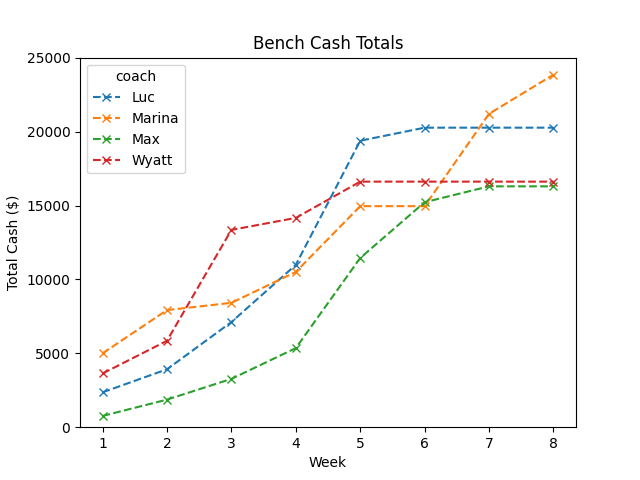 Bench Cash Totals
25000
20000
15000
10000
5000
0
Total Cash ($)
coach
Luc
Marina
Max
Wyatt
1 2 3 4 5 6 7 8
Week